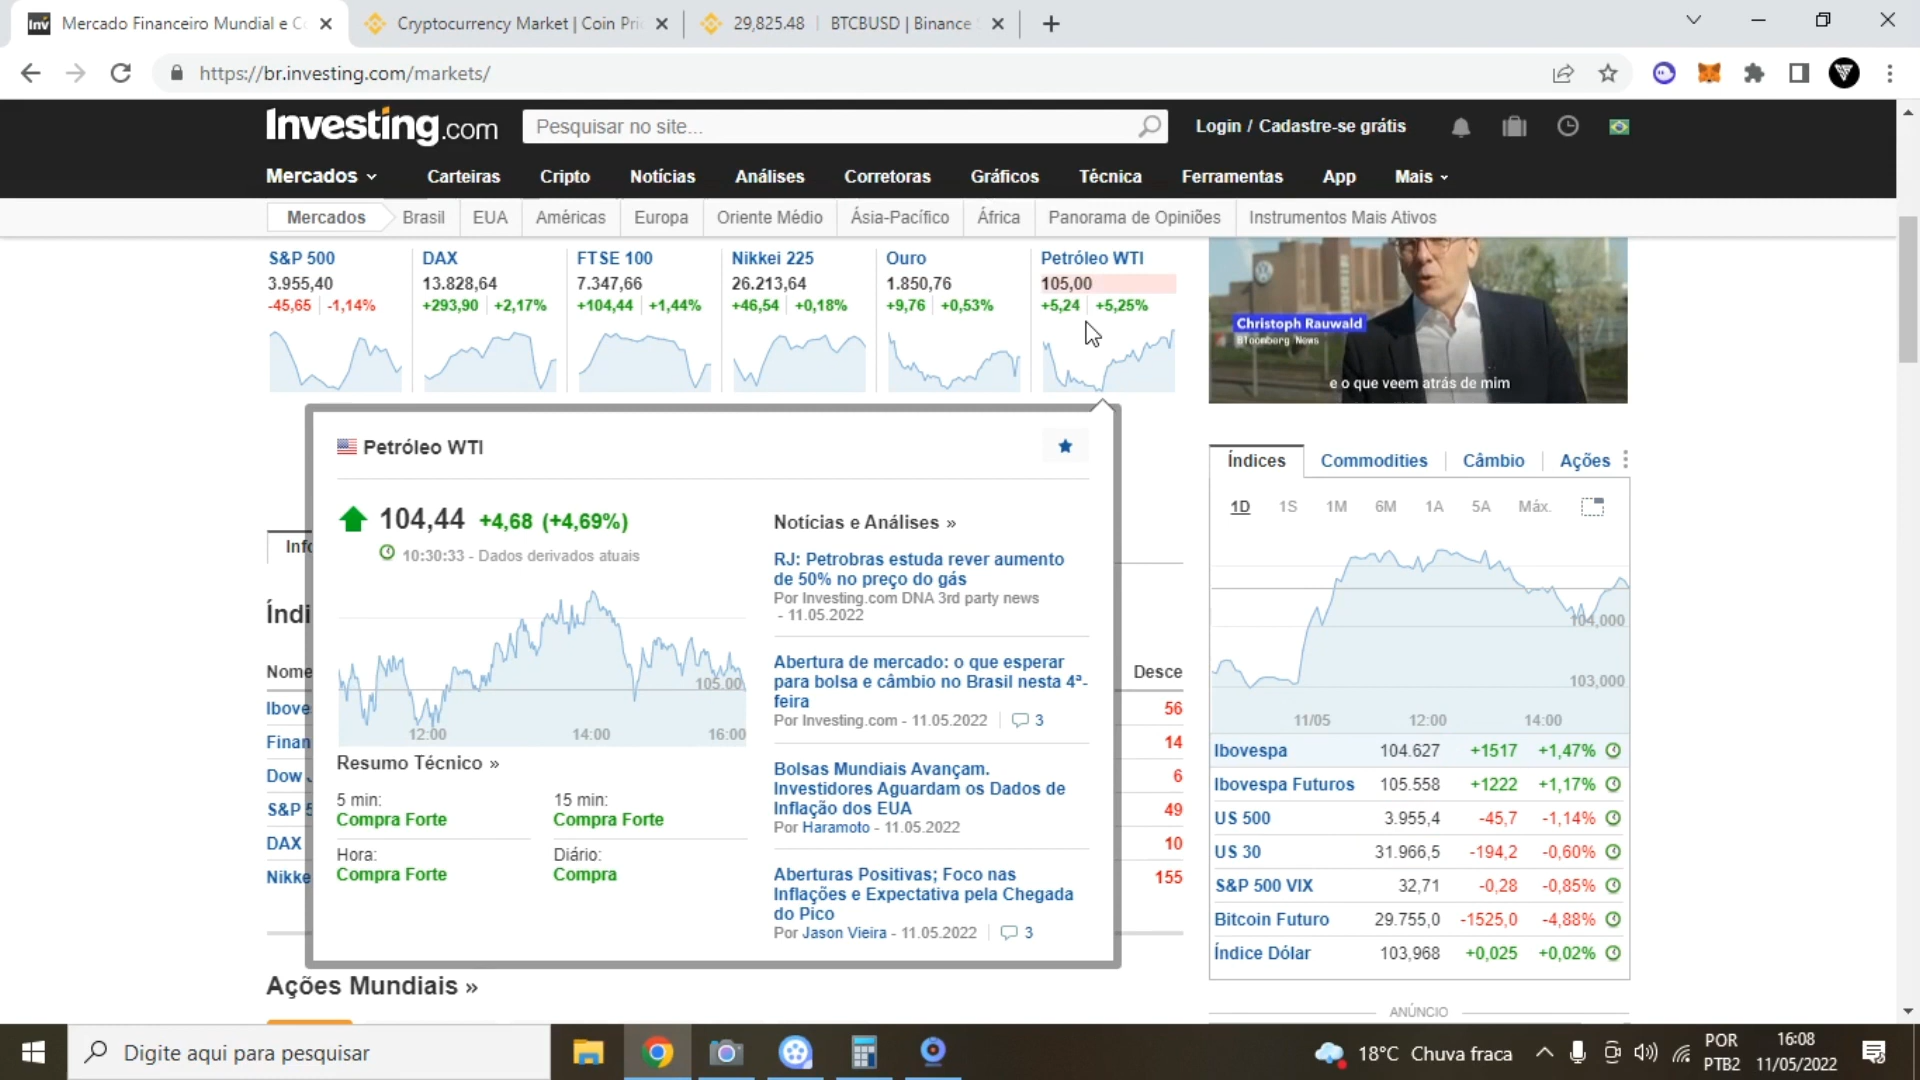 Mercado Financeiro Mundial e C
Cryptocurrency Market | Coin Pri
29,825.48 | BTCBUSD | Binance
https://br.investing.com/markets/
Investing.com
Pesquisar no site...
Login / Cadastre-se grátis
Mercados
Carteiras
Cripto
Notícias
Análises
Corretoras
Gráficos
Técnica
Ferramentas
App
Mais
Mercados
Brasil
EUA
Américas
Europa
Oriente Médio
Ásia-Pacífico
África
Panorama de Opiniões
Instrumentos Mais Ativos
S&P 500
3.955,40
-45,65 -1,14%
DAX
13.828,64
+293,90 +2,17%
FTSE 100
7.347,66
+104,44 +1,44%
Nikkei 225
26.213,64
+46,54 +0,18%
Ouro
1.850,76
+9,76 +0,53%
Petróleo WTI
105,00
+5,24 +5,25%
Christoph Rauwald
Bloomberg News
e o que veem atrás de mim
Petróleo WTI
104,44 +4,68 (+4,69%)
10:30:33 - Dados derivados atuais
105.00
12:00 14:00 16:00
Resumo Técnico »
5 min:
Compra Forte
15 min:
Compra Forte
Hora:
Compra Forte
Diário:
Compra
Notícias e Análises »
RJ: Petrobras estuda rever aumento
de 50% no preço do gás
Por Investing.com DNA 3rd party news
- 11.05.2022
Abertura de mercado: o que esperar
para bolsa e câmbio no Brasil nesta 4ª-
feira
Por Investing.com - 11.05.2022 3
Bolsas Mundiais Avançam.
Investidores Aguardam os Dados de
Inflação dos EUA
Por Haramoto - 11.05.2022
Aberturas Positivas; Foco nas
Inflações e Expectativa pela Chegada
do Pico
Por Jason Vieira - 11.05.2022 3
Info
Índi
Nome
Ibove
Finan
Dow J
S&P 5
DAX
Nikke
Desce
56
14
6
49
10
155
Ações Mundiais »
Índices
Commodities
Câmbio
Ações
1D 1S 1M 6M 1A 5A Máx.
104,000
103,000
11/05 12:00 14:00
Ibovespa 104.627 +1517 +1,47%
Ibovespa Futuros 105.558 +1222 +1,17%
US 500 3.955,4 -45,7 -1,14%
US 30 31.966,5 -194,2 -0,60%
S&P 500 VIX 32,71 -0,28 -0,85%
Bitcoin Futuro 29.755,0 -1525,0 -4,88%
Índice Dólar 103,968 +0,025 +0,02%
ANÚNCIO
Digite aqui para pesquisar
18°C Chuva fraca
POR
PTB2
16:08
11/05/2022